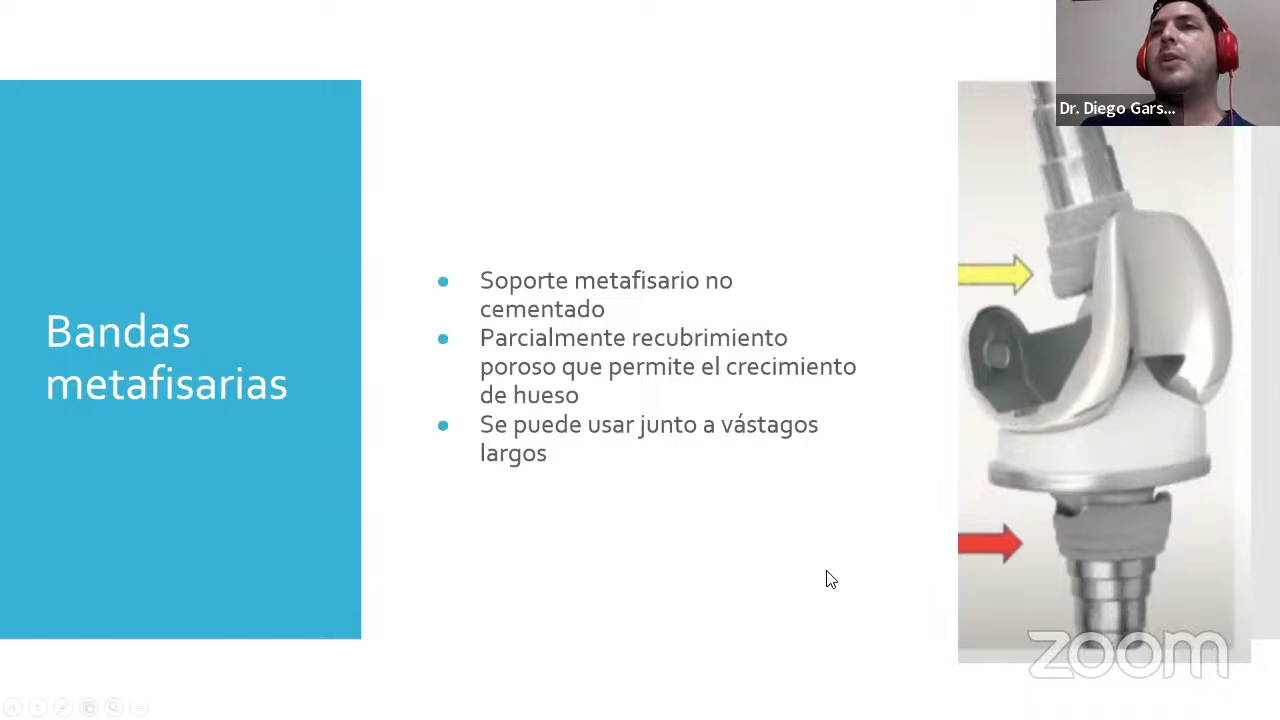 Dr. Diego Gars...
Bandas
metafisarias
Soporte metafisario no
cementado
Parcialmente recubrimiento
poroso que permite el crecimiento
de hueso
Se puede usar junto a vástagos
largos
zoom